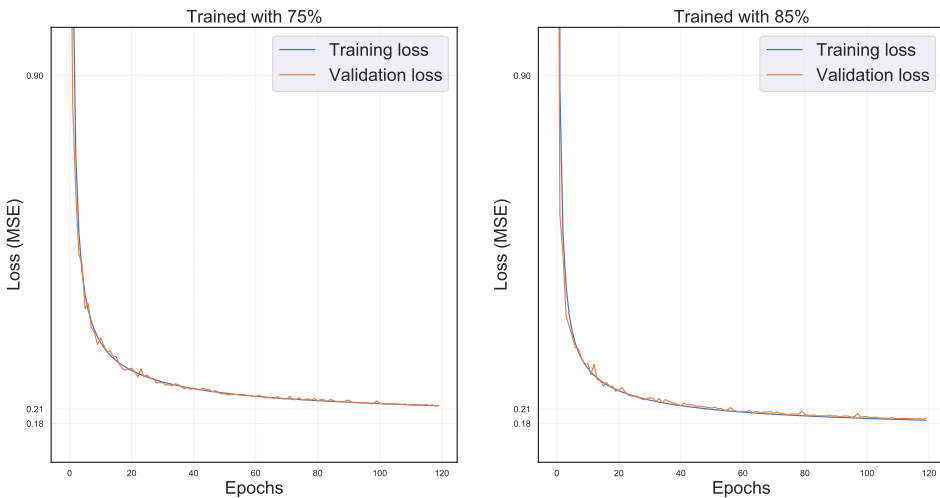 Trained with 75%
Training loss
Validation loss
0.90
0.21
0.18
Loss (MSE)
0 20 40 60 80 100 120
Epochs
Trained with 85%
Training loss
Validation loss
0.90
0.21
0.18
Loss (MSE)
0 20 40 60 80 100 120
Epochs